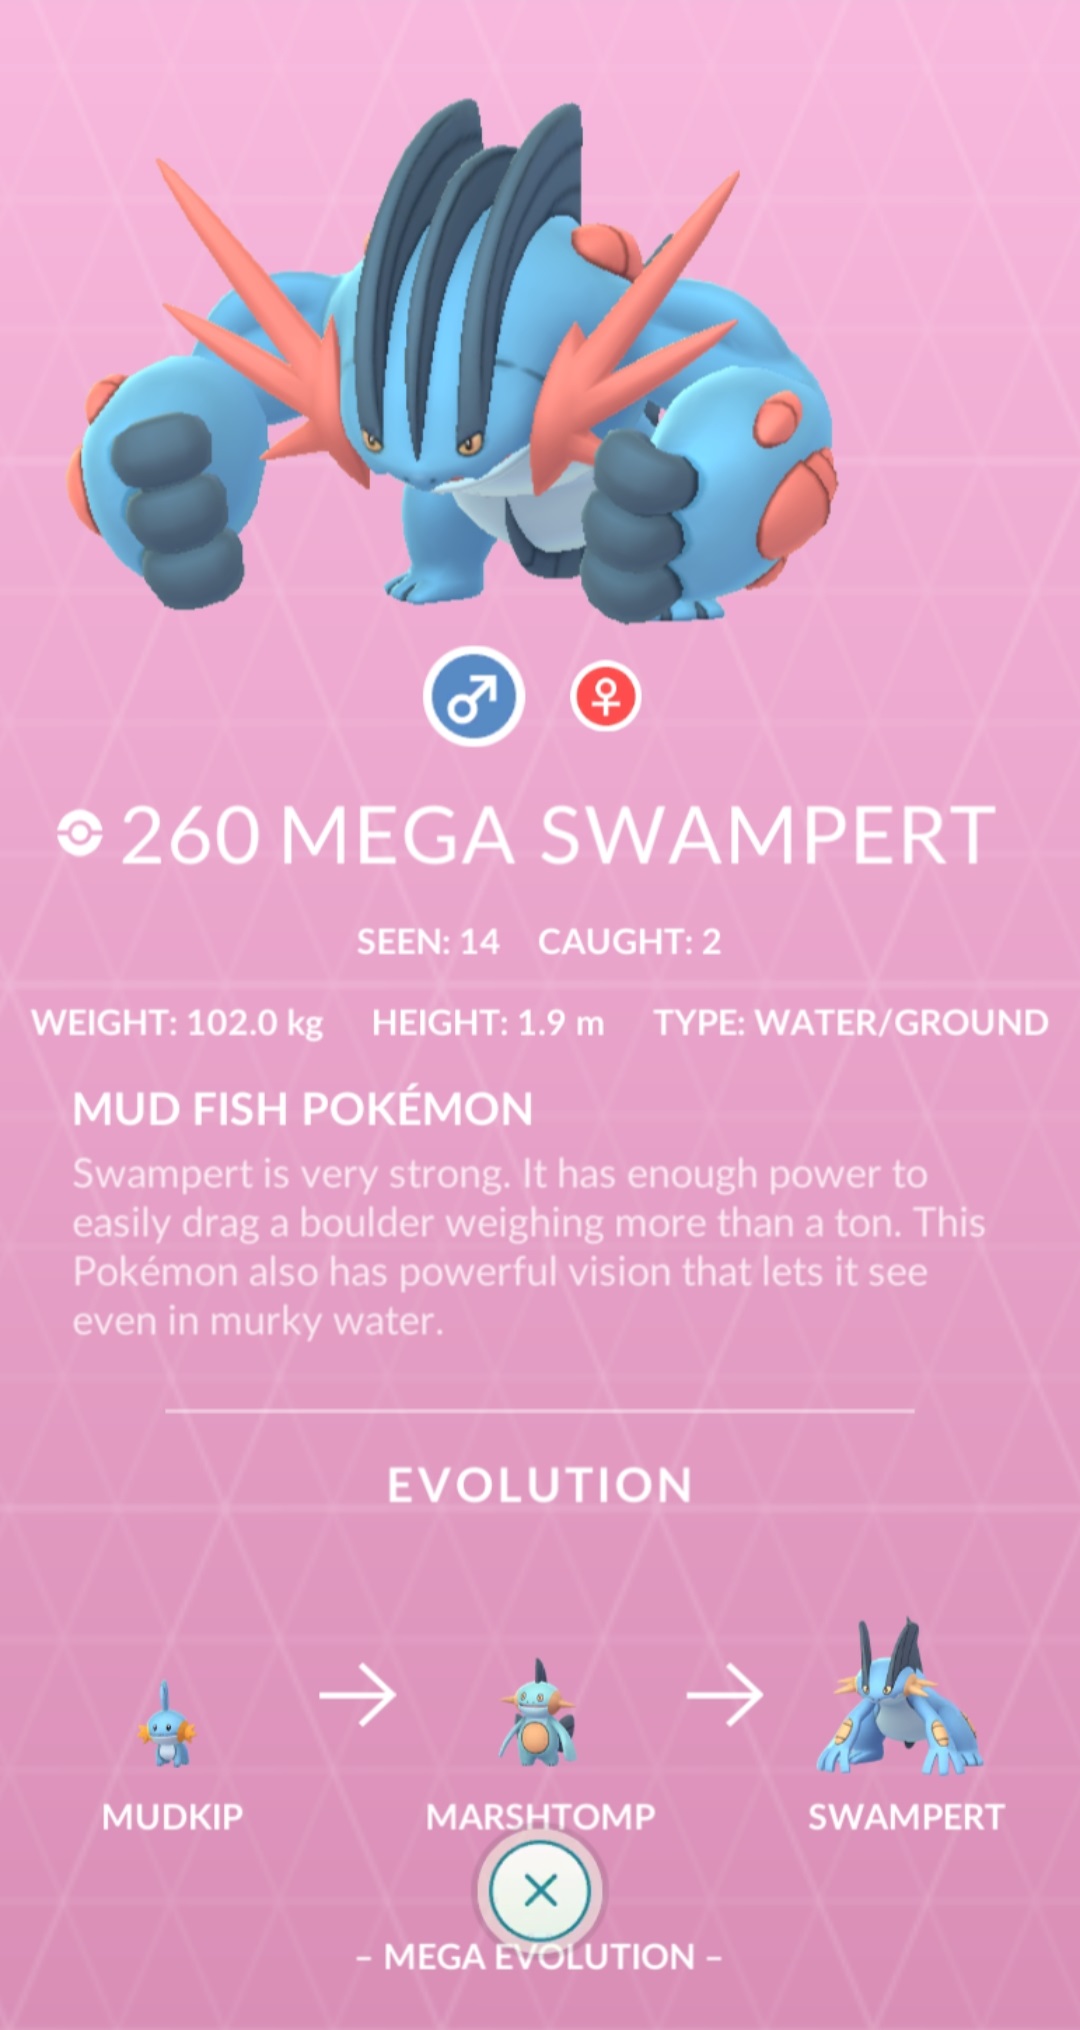 260 MEGA SWAMPERT
SEEN: 14 CAUGHT: 2
WEIGHT: 102.0 kg HEIGHT: 1.9 m TYPE: WATER/GROUND
MUD FISH POKÉMON
Swampert is very strong. It has enough power to
easily drag a boulder weighing more than a ton. This
Pokémon also has powerful vision that lets it see
even in murky water.
EVOLUTION
MUDKIP MARSHTOMP SWAMPERT
– MEGA EVOLUTION –